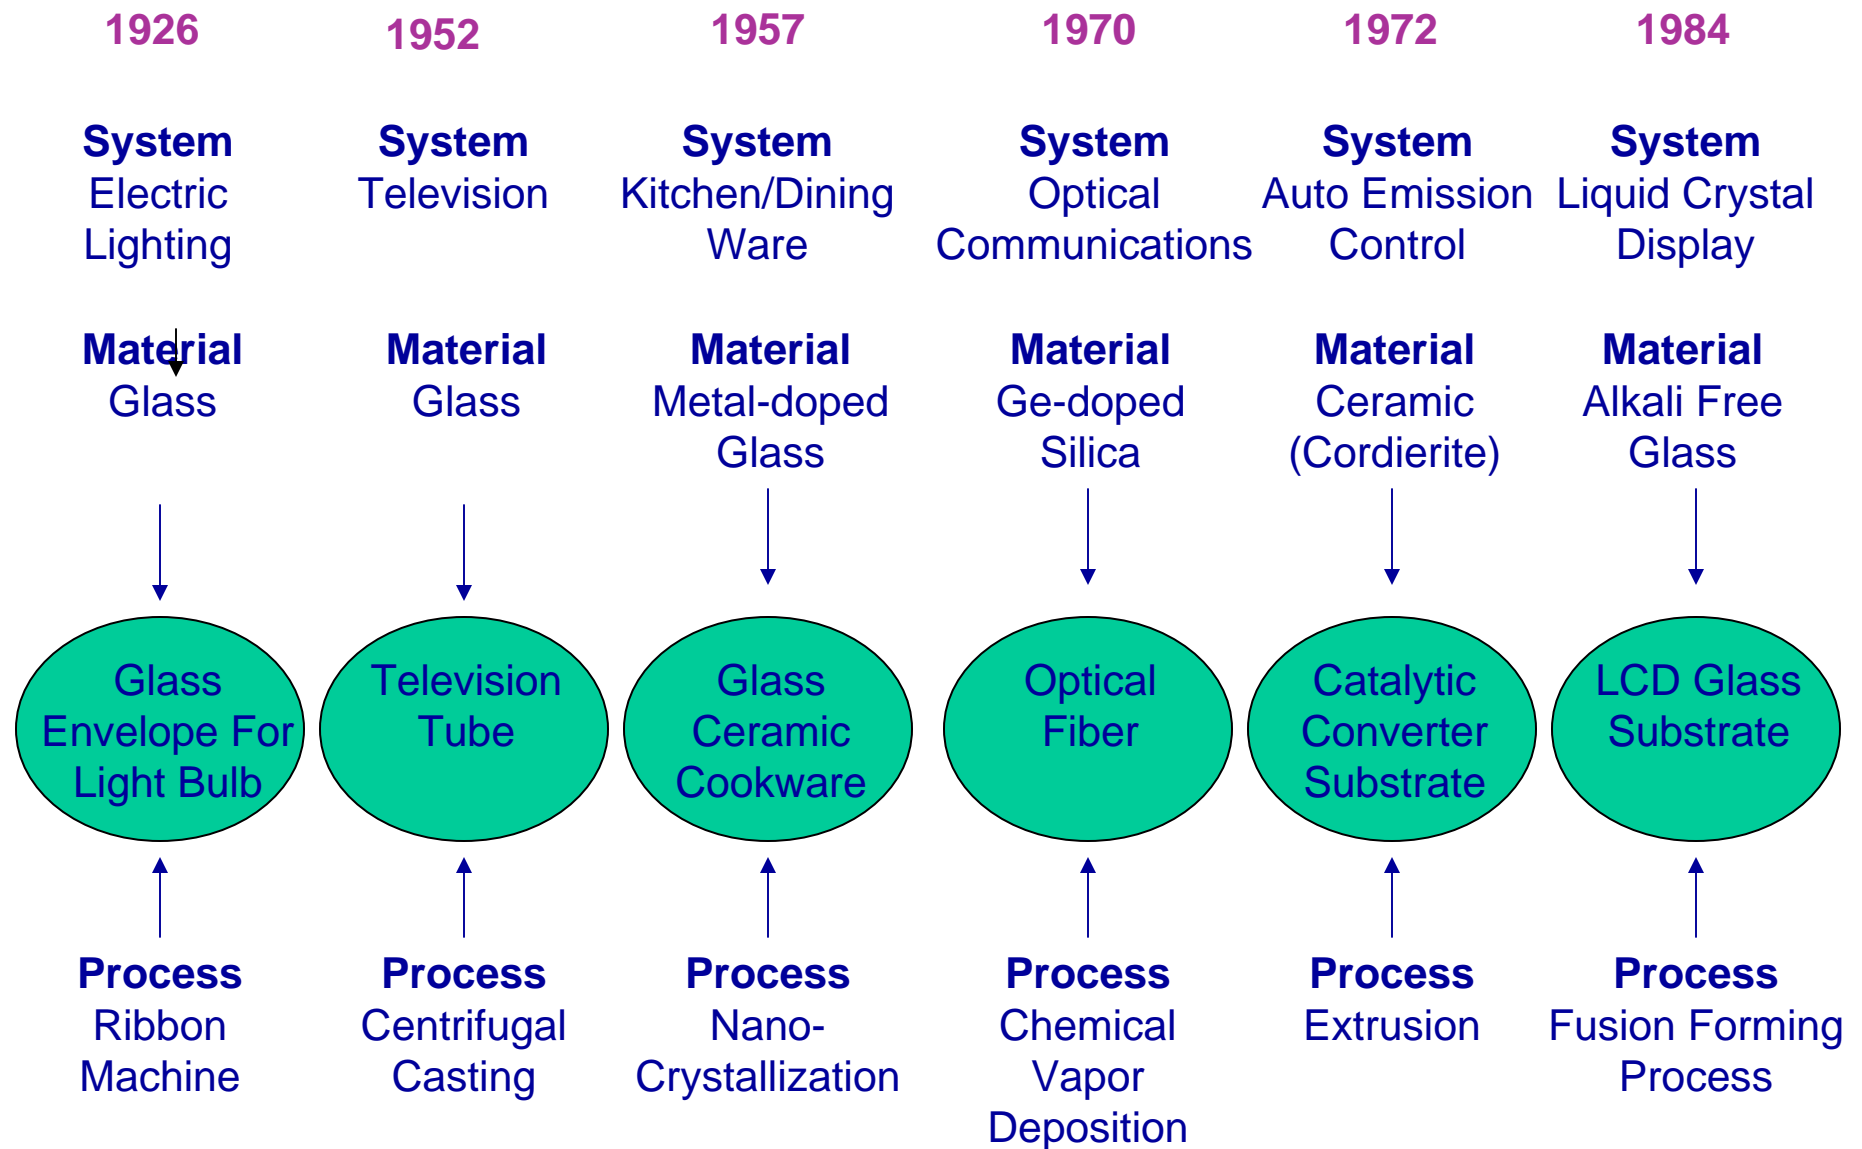 1926
System
Electric
Lighting
Material
Glass
Glass
Envelope For
Light Bulb
Process
Ribbon
Machine
1952
System
Television
Material
Glass
Television
Tube
Process
Centrifugal
Casting
1957
System
Kitchen/Dining
Ware
Material
Metal-doped
Glass
Glass
Ceramic
Cookware
Process
Nano-
Crystallization
1970
System
Optical
Communications
Material
Ge-doped
Silica
Optical
Fiber
Process
Chemical
Vapor
Deposition
1972
System
Auto Emission
Control
Material
Ceramic
(Cordierite)
Catalytic
Converter
Substrate
Process
Extrusion
1984
System
Liquid Crystal
Display
Material
Alkali Free
Glass
LCD Glass
Substrate
Process
Fusion Forming
Process